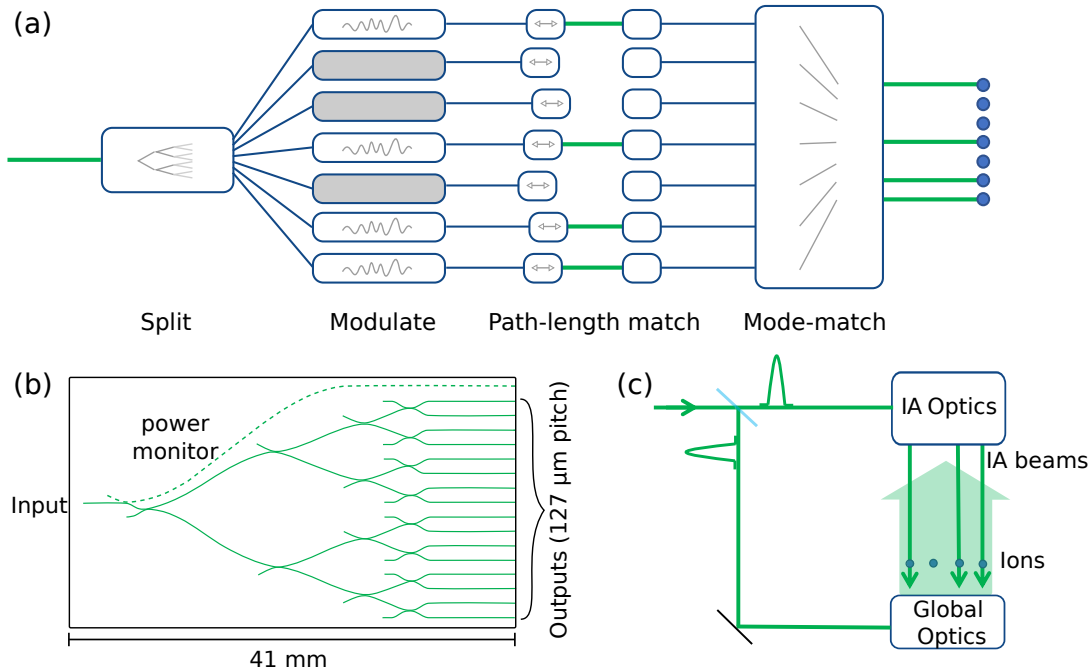 (a)
Split
Modulate
Path-length match
Mode-match
(b)
power
monitor
Input
Outputs (127 μm pitch)
41 mm
(c)
IA Optics
IA beams
Ions
Global
Optics